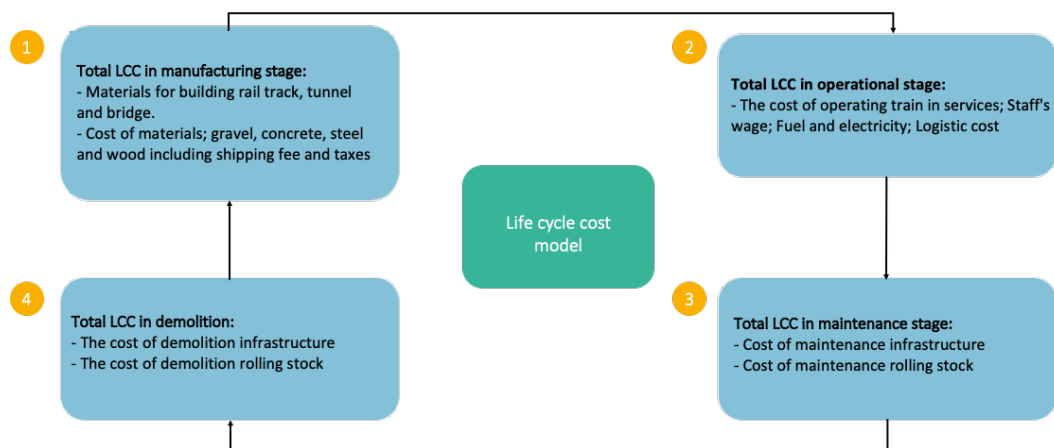 1
Total LCC in manufacturing stage:
- Materials for building rail track, tunnel
and bridge.
- Cost of materials; gravel, concrete, steel
and wood including shipping fee and taxes
2
Total LCC in operational stage:
- The cost of operating train in services; Staff's
wage; Fuel and electricity; Logistic cost
Life cycle cost
model
4
Total LCC in demolition:
- The cost of demolition infrastructure
- The cost of demolition rolling stock
3
Total LCC in maintenance stage:
- Cost of maintenance infrastructure
- Cost of maintenance rolling stock